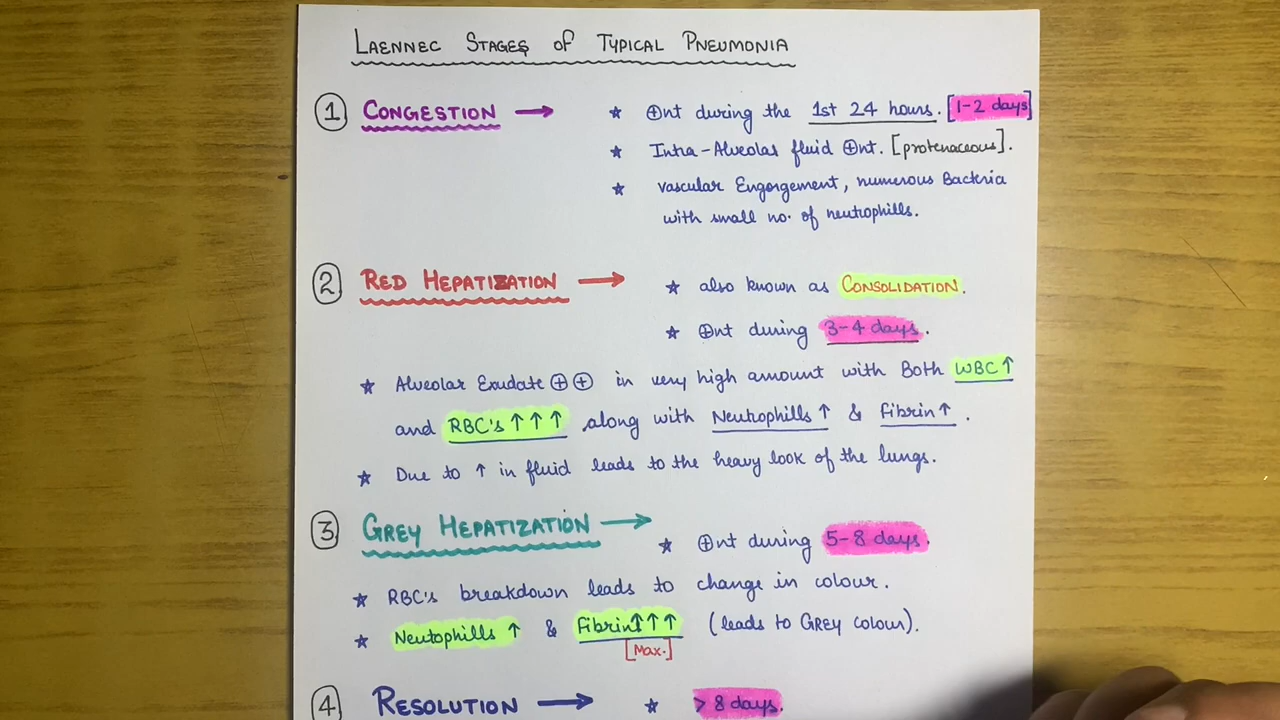 LAENNEC STAGES OF TYPICAL PNEUMONIA
① CONGESTION → ★ ⊕nt during the 1st 24 hours. [1-2 days]
★ Intra-Alveolar fluid ⊕nt. [protenaceous].
★ vascular Engorgement, numerous Bacteria
with small no. of neutrophills.
② RED HEPATIZATION → ★ also known as CONSOLIDATION.
★ ⊕nt during 3-4 days.
★ Alveolar Exudate ⊕⊕ in very high amount with Both WBC↑
and RBC's ↑↑↑ along with Neutophills ↑ & fibrin↑.
★ Due to ↑ in fluid leads to the heavy look of the lungs.
③ GREY HEPATIZATION → ★ ⊕nt during 5-8 days.
★ RBC's breakdown leads to change in colour.
★ Neutophills ↑ & Fibrin↑↑↑ (leads to GREY colour).
[Max.]
④ RESOLUTION → ★ > 8 days.